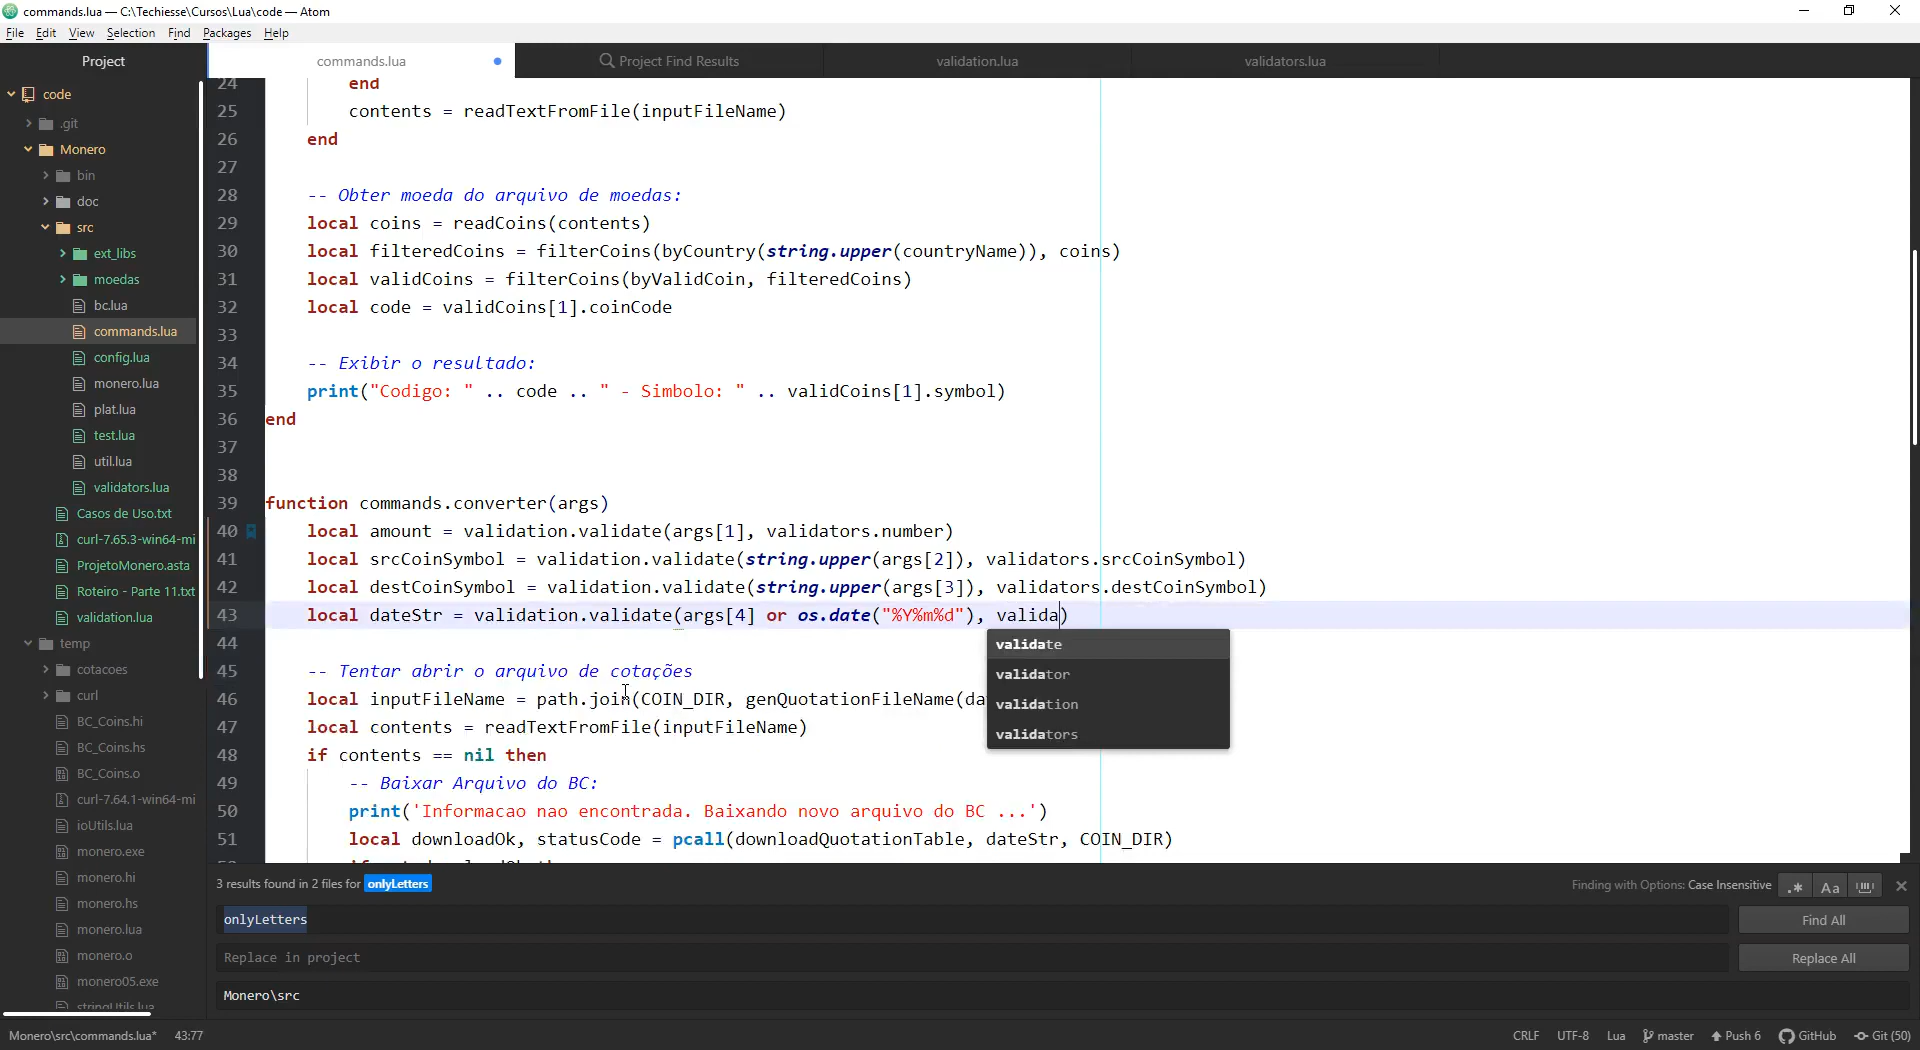 commands.lua — C:\Techiesse\Cursos\Lua\code — Atom
File Edit View Selection Find Packages Help
Project
commands.lua
Project Find Results
validation.lua
validators.lua
code
.git
Monero
bin
doc
src
ext_libs
moedas
bc.lua
commands.lua
config.lua
monero.lua
plat.lua
test.lua
util.lua
validators.lua
Casos de Uso.txt
curl-7.65.3-win64-mi
ProjetoMonero.asta
Roteiro - Parte 11.txt
validation.lua
temp
cotacoes
curl
BC_Coins.hi
BC_Coins.hs
BC_Coins.o
curl-7.64.1-win64-mi
ioUtils.lua
monero.exe
monero.hi
monero.hs
monero.lua
monero.o
monero05.exe
stringUtils.lua
24 end
25 contents = readTextFromFile(inputFileName)
26 end
27
28 -- Obter moeda do arquivo de moedas:
29 local coins = readCoins(contents)
30 local filteredCoins = filterCoins(byCountry(string.upper(countryName)), coins)
31 local validCoins = filterCoins(byValidCoin, filteredCoins)
32 local code = validCoins[1].coinCode
33
34 -- Exibir o resultado:
35 print("Codigo: " .. code .. " - Simbolo: " .. validCoins[1].symbol)
36 end
37
38
39 function commands.converter(args)
40 local amount = validation.validate(args[1], validators.number)
41 local srcCoinSymbol = validation.validate(string.upper(args[2]), validators.srcCoinSymbol)
42 local destCoinSymbol = validation.validate(string.upper(args[3]), validators.destCoinSymbol)
43 local dateStr = validation.validate(args[4] or os.date("%Y%m%d"), valida)
44
45 -- Tentar abrir o arquivo de cotações
46 local inputFileName = path.join(COIN_DIR, genQuotationFileName(da
47 local contents = readTextFromFile(inputFileName)
48 if contents == nil then
49 -- Baixar Arquivo do BC:
50 print('Informacao nao encontrada. Baixando novo arquivo do BC ...')
51 local downloadOk, statusCode = pcall(downloadQuotationTable, dateStr, COIN_DIR)
validate
validator
validation
validators
3 results found in 2 files for onlyLetters
Finding with Options: Case Insensitive
.* Aa
onlyLetters
Find All
Replace in project
Replace All
Monero\src
Monero\src\commands.lua* 43:77
CRLF UTF-8 Lua master Push 6 GitHub Git (50)